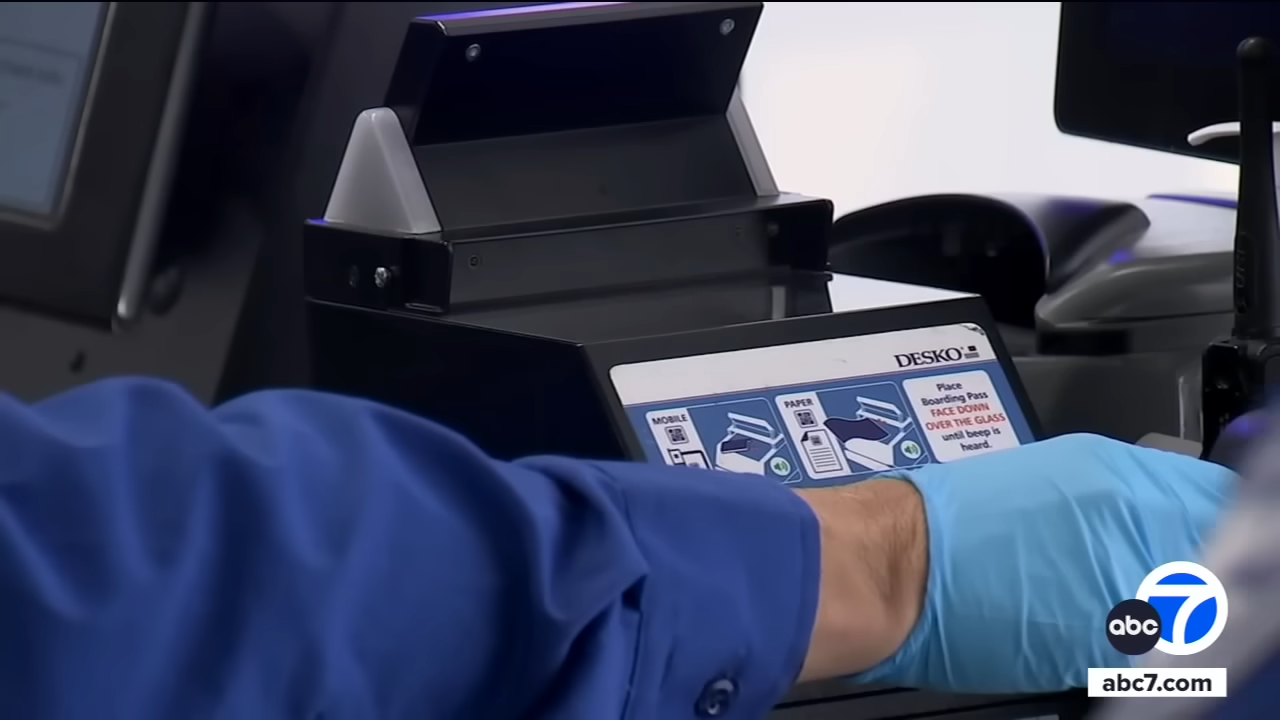 DESKO
MOBILE
PAPER
Place
Boarding Pass
FACE DOWN
OVER THE GLASS
until beep is
heard.
abc 7
abc7.com